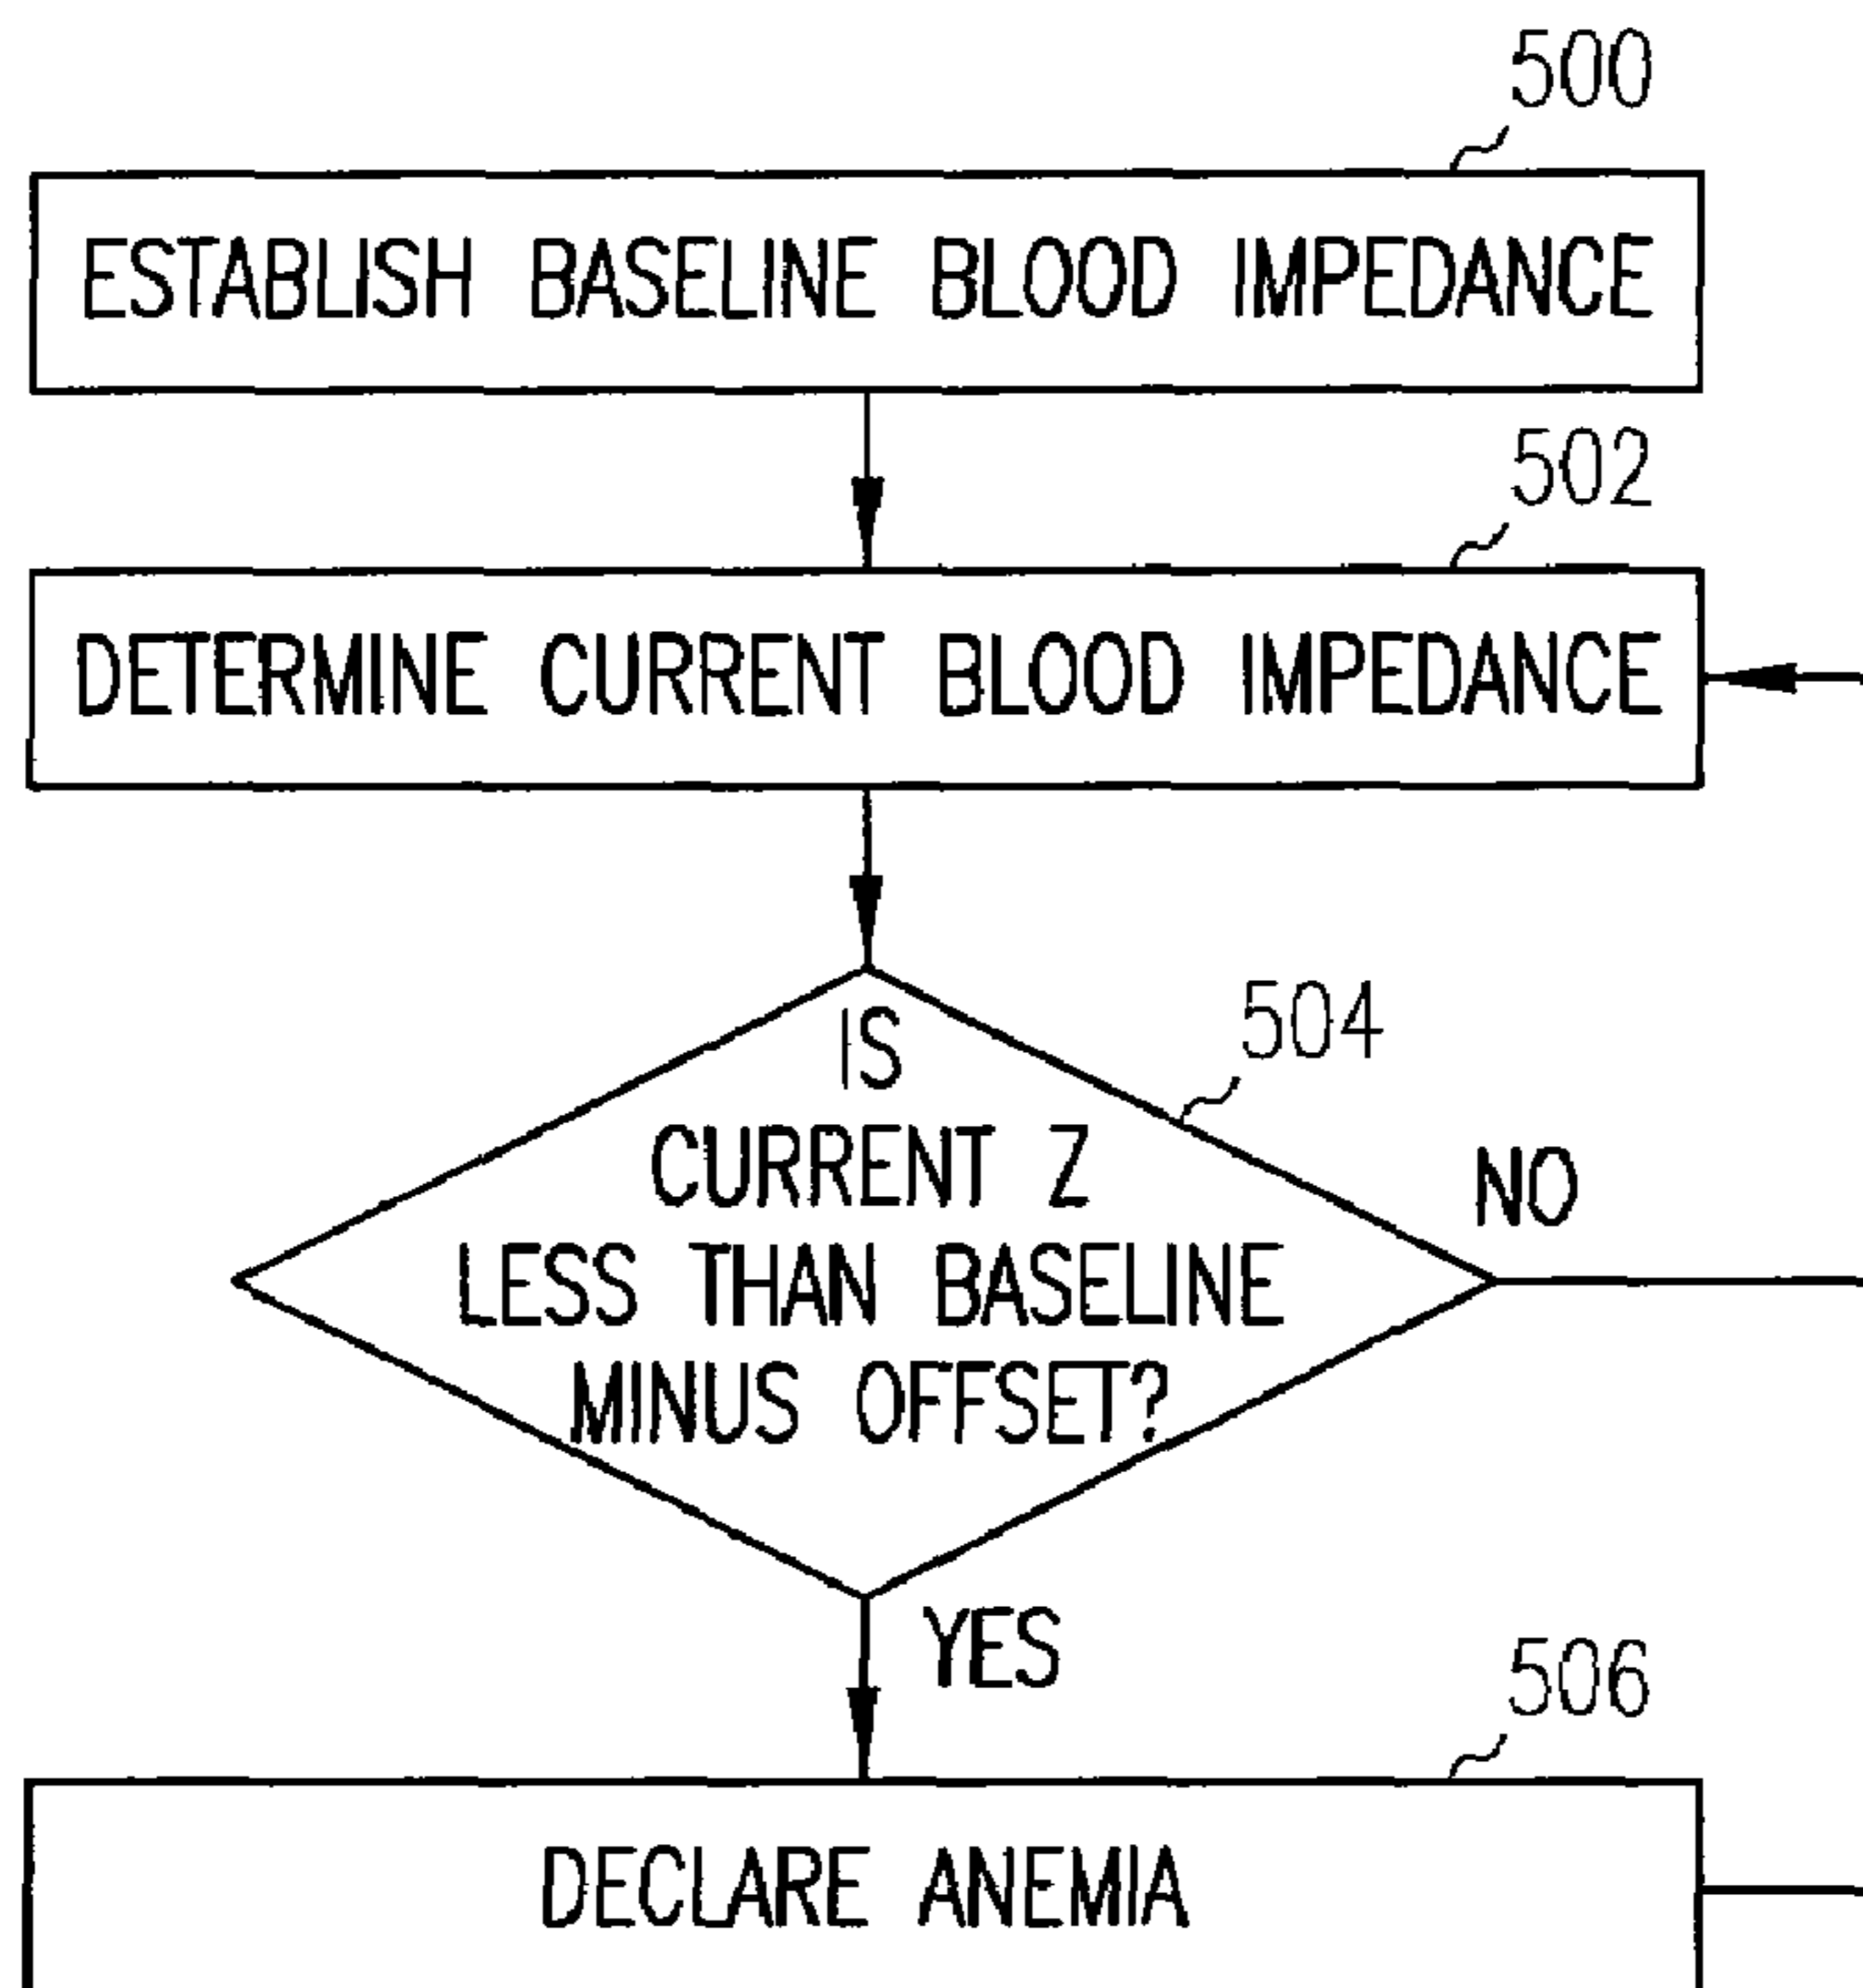 500
ESTABLISH BASELINE BLOOD IMPEDANCE
502
DETERMINE CURRENT BLOOD IMPEDANCE
504
IS
CURRENT Z
LESS THAN BASELINE
MINUS OFFSET?
NO
YES
506
DECLARE ANEMIA